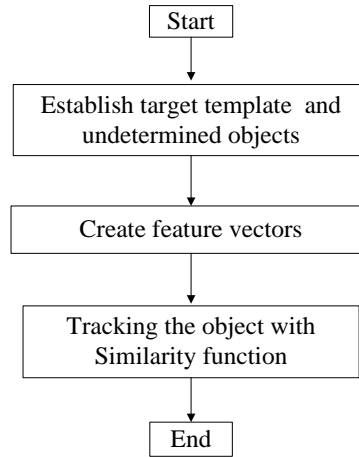 Start
Establish target template and
undetermined objects
Create feature vectors
Tracking the object with
Similarity function
End